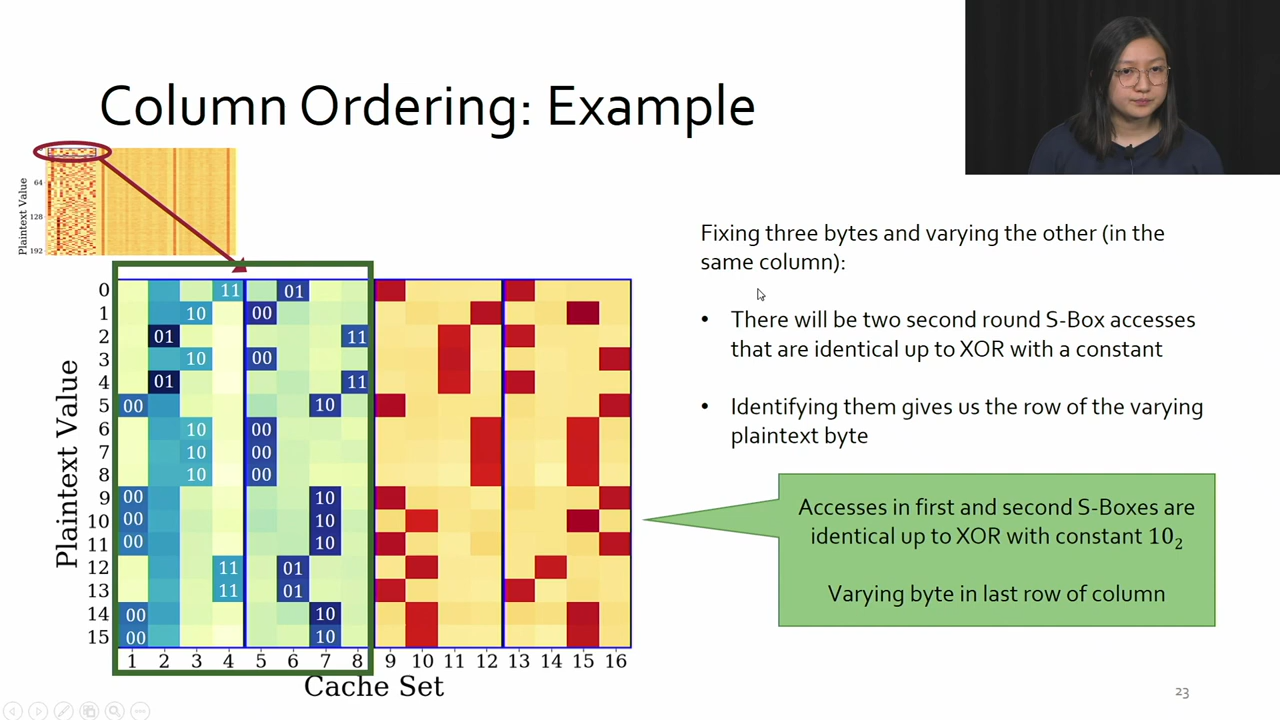 Column Ordering: Example
Plaintext Value
64
128
192
Fixing three bytes and varying the other (in the
same column):
• There will be two second round S-Box accesses
that are identical up to XOR with a constant
• Identifying them gives us the row of the varying
plaintext byte
Accesses in first and second S-Boxes are
identical up to XOR with constant 10₂
Varying byte in last row of column
Plaintext Value
0 11 01
1 10 00
2 01 11
3 10 00
4 01 11
5 00 10
6 10 00
7 10 00
8 10 00
9 00 10
10 00 10
11 00 10
12 11 01
13 11 01
14 00 10
15 00 10
1 2 3 4 5 6 7 8 9 10 11 12 13 14 15 16
Cache Set
23